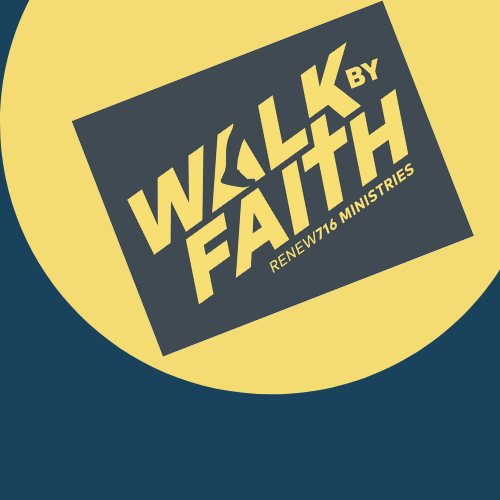 WALK BY
FAITH
RENEW716 MINISTRIES